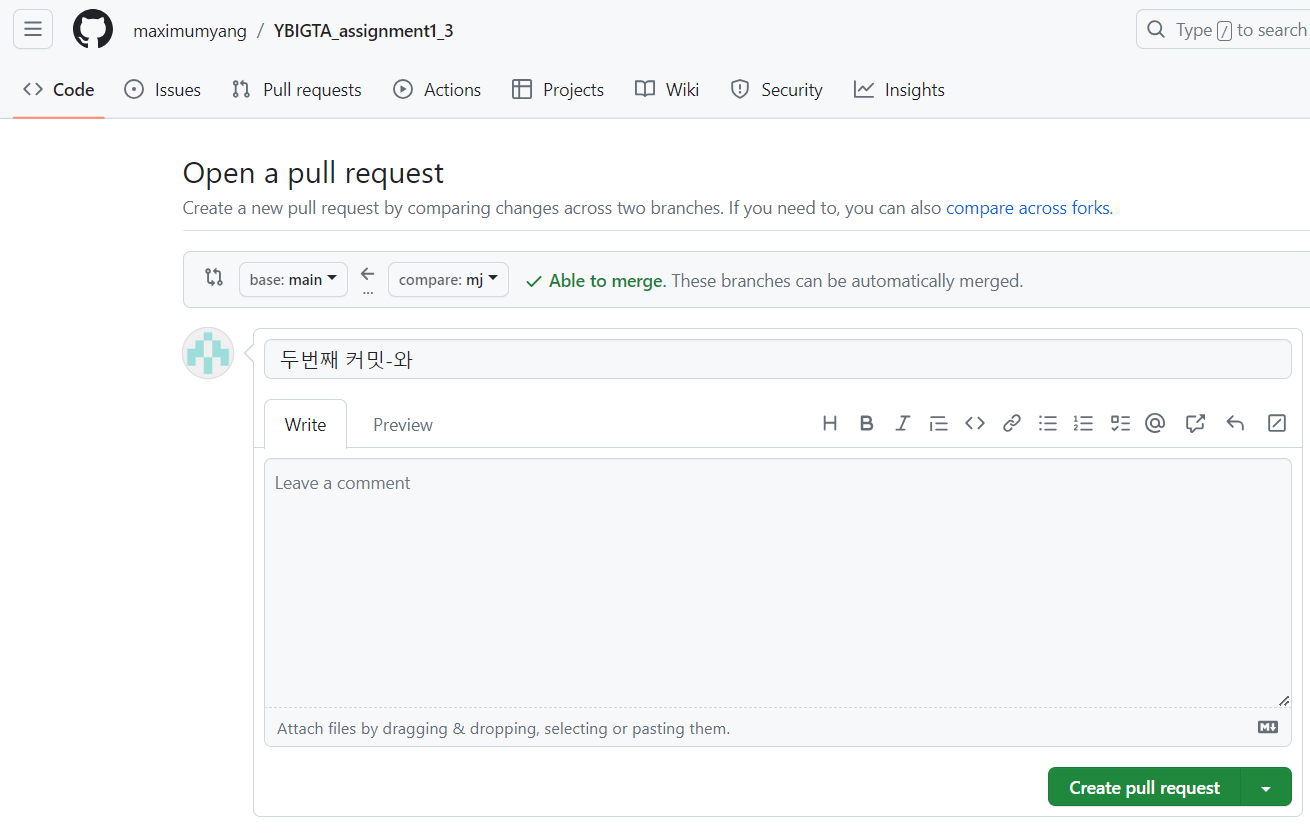 maximumyang / YBIGTA_assignment1_3
Type / to search
Code Issues Pull requests Actions Projects Wiki Security Insights
Open a pull request
Create a new pull request by comparing changes across two branches. If you need to, you can also compare across forks.
base: main ... compare: mj Able to merge. These branches can be automatically merged.
두번째 커밋-와
Write Preview
Leave a comment
Attach files by dragging & dropping, selecting or pasting them.
Create pull request